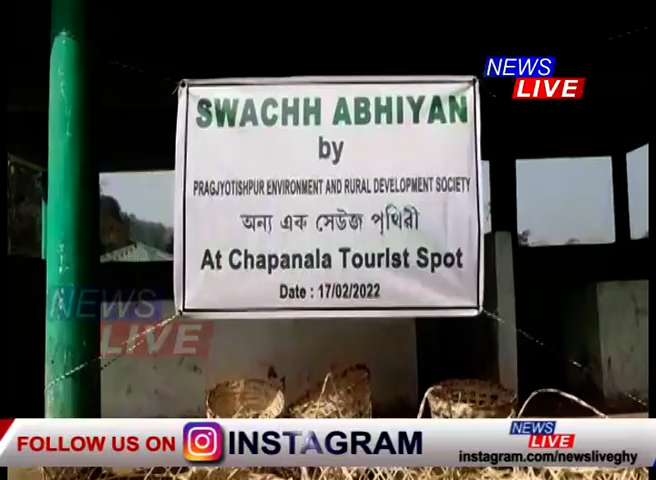 NEWS
LIVE
SWACHH ABHIYAN
by
PRAGJYOTISHPUR ENVIRONMENT AND RURAL DEVELOPMENT SOCIETY
অন্য এক সেউজ পৃথিৱী
At Chapanala Tourist Spot
Date : 17/02/2022
NEWS
LIVE
FOLLOW US ON INSTAGRAM
NEWS
LIVE
instagram.com/newsliveghy